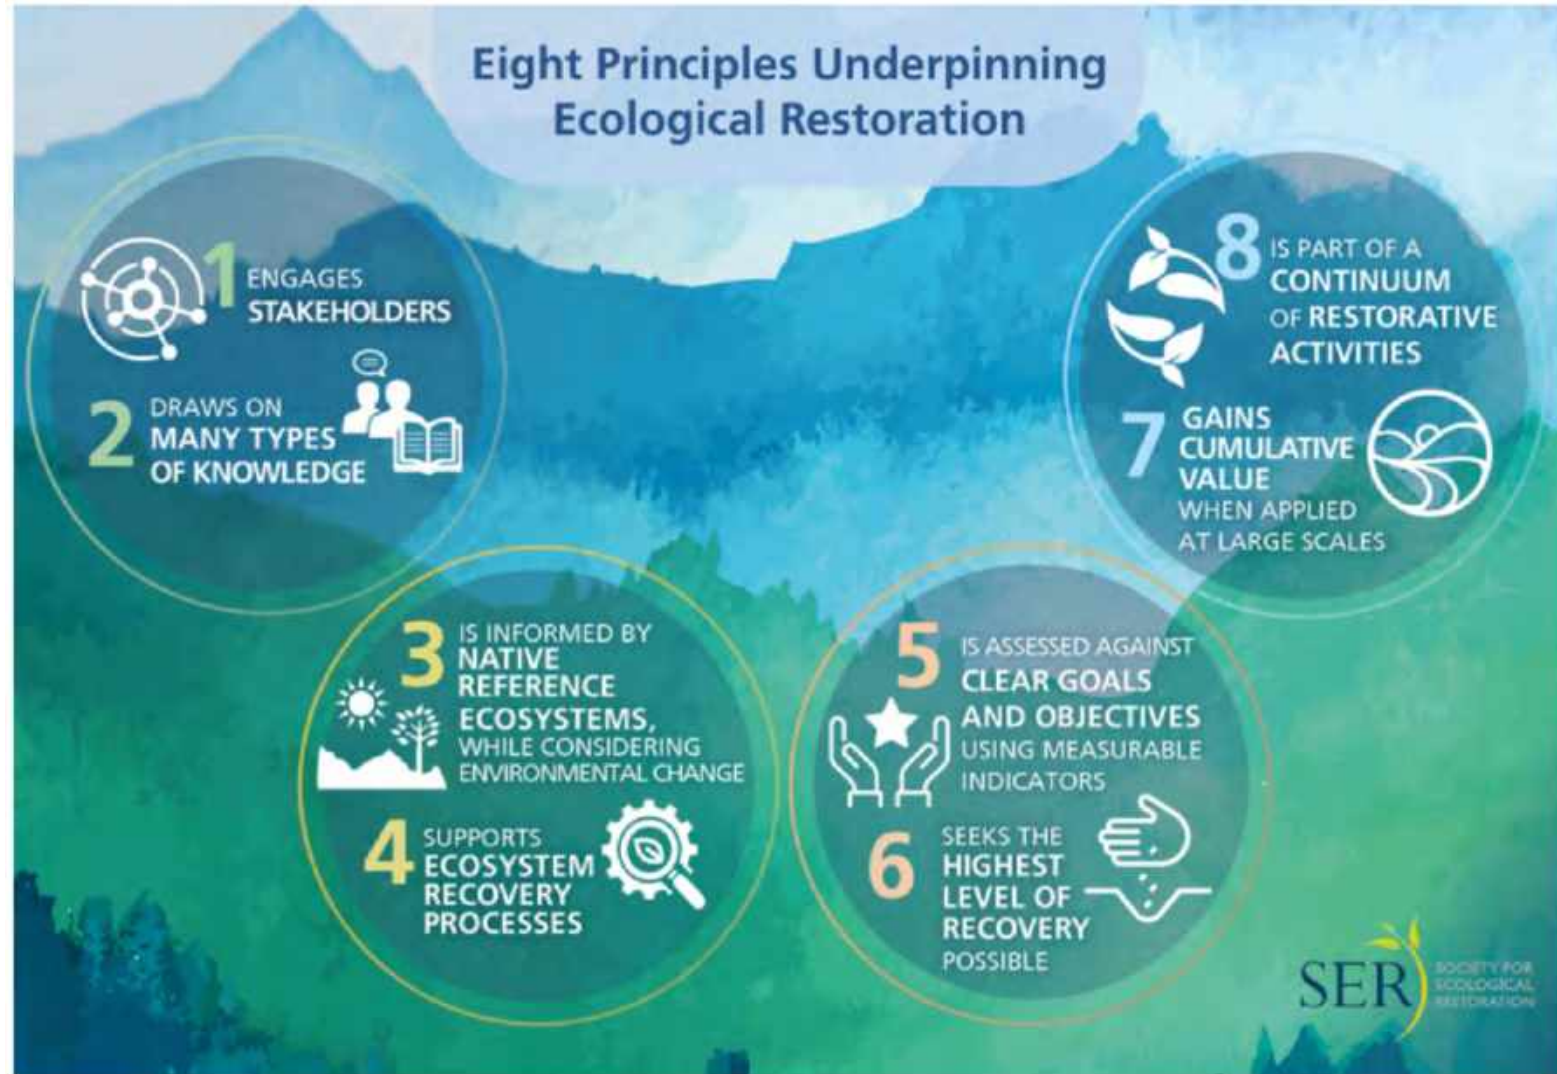 Eight Principles Underpinning
Ecological Restoration
1
ENGAGES
STAKEHOLDERS
2
DRAWS ON
MANY TYPES
OF KNOWLEDGE
3
IS INFORMED BY
NATIVE
REFERENCE
ECOSYSTEMS,
WHILE CONSIDERING
ENVIRONMENTAL CHANGE
4
SUPPORTS
ECOSYSTEM
RECOVERY
PROCESSES
5
IS ASSESSED AGAINST
CLEAR GOALS
AND OBJECTIVES
USING MEASURABLE
INDICATORS
6
SEEKS THE
HIGHEST
LEVEL OF
RECOVERY
POSSIBLE
7
GAINS
CUMULATIVE
VALUE
WHEN APPLIED
AT LARGE SCALES
8
IS PART OF A
CONTINUUM
OF RESTORATIVE
ACTIVITIES
SER
SOCIETY FOR
ECOLOGICAL
RESTORATION